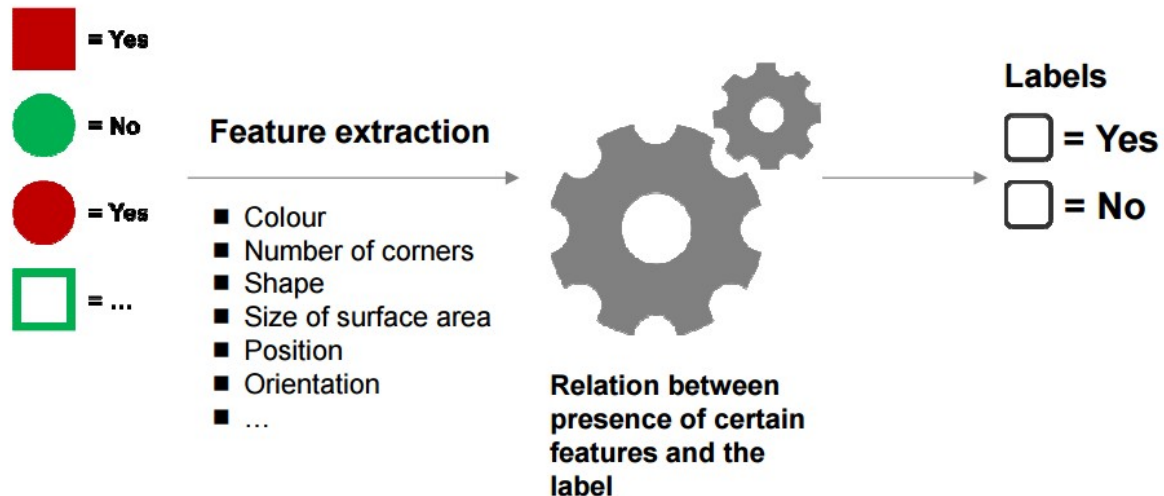 = Yes
= No
= Yes
= ...
Feature extraction
■ Colour
■ Number of corners
■ Shape
■ Size of surface area
■ Position
■ Orientation
■ ...
Relation between
presence of certain
features and the
label
Labels
= Yes
= No